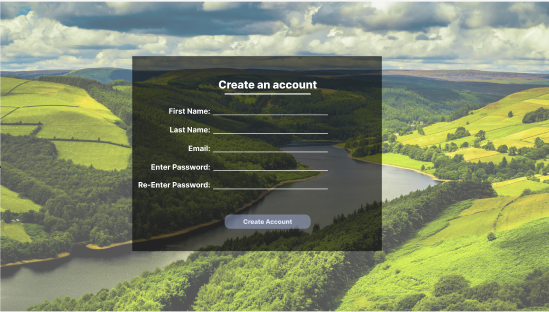 Create an account
First Name:
Last Name:
Email:
Enter Password:
Re-Enter Password:
Create Account